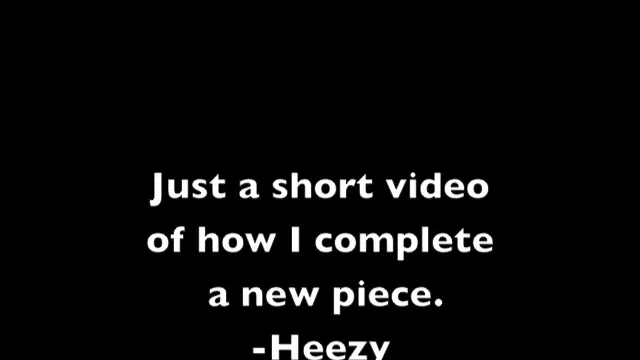 Just a short video
of how I complete
a new piece.
-Heezy